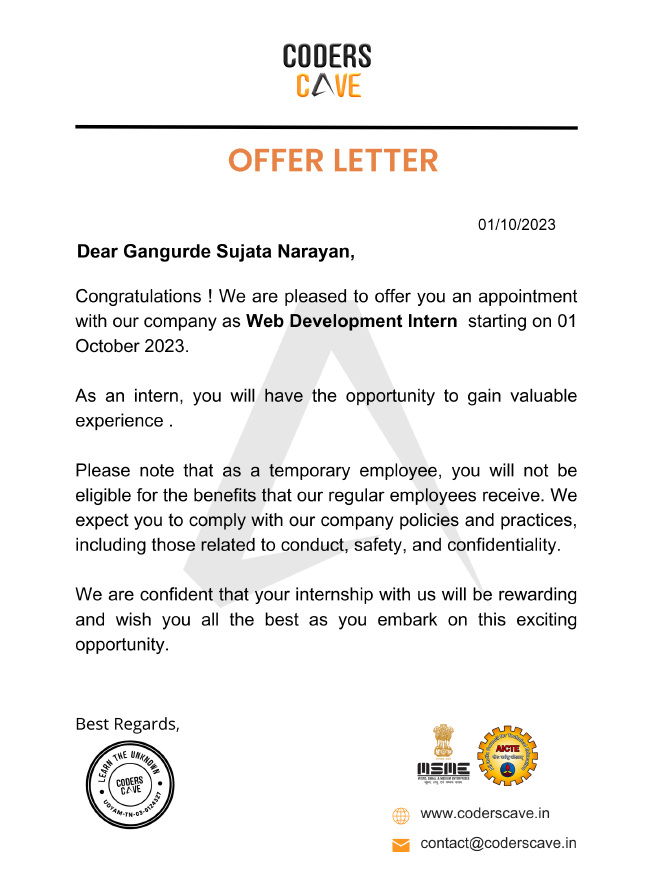 CODERS
CAVE
OFFER LETTER
01/10/2023
Dear Gangurde Sujata Narayan,
Congratulations ! We are pleased to offer you an appointment
with our company as Web Development Intern starting on 01
October 2023.
As an intern, you will have the opportunity to gain valuable
experience .
Please note that as a temporary employee, you will not be
eligible for the benefits that our regular employees receive. We
expect you to comply with our company policies and practices,
including those related to conduct, safety, and confidentiality.
We are confident that your internship with us will be rewarding
and wish you all the best as you embark on this exciting
opportunity.
Best Regards,
LEARN THE UNKNOWN
CODERS
CAVE
MSME
MICRO, SMALL & MEDIUM ENTERPRISES
AICTE
www.coderscave.in
contact@coderscave.in